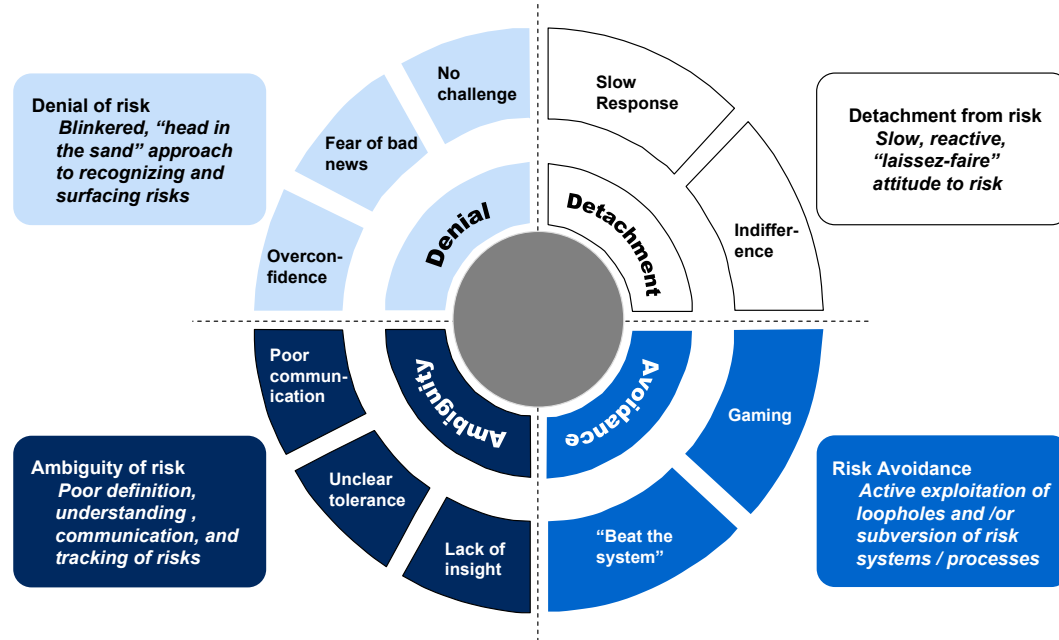 Denial of risk
Blinkered, “head in
the sand” approach
to recognizing and
surfacing risks
No
challenge
Fear of bad
news
Overcon-
fidence
Denial
Slow
Response
Indiffer-
ence
Detachment
Detachment from risk
Slow, reactive,
“laissez-faire”
attitude to risk
Ambiguity of risk
Poor definition,
understanding ,
communication, and
tracking of risks
Poor
commun-
ication
Unclear
tolerance
Lack of
insight
Ambiguity
Avoidance
Gaming
“Beat the
system”
Risk Avoidance
Active exploitation of
loopholes and /or
subversion of risk
systems / processes